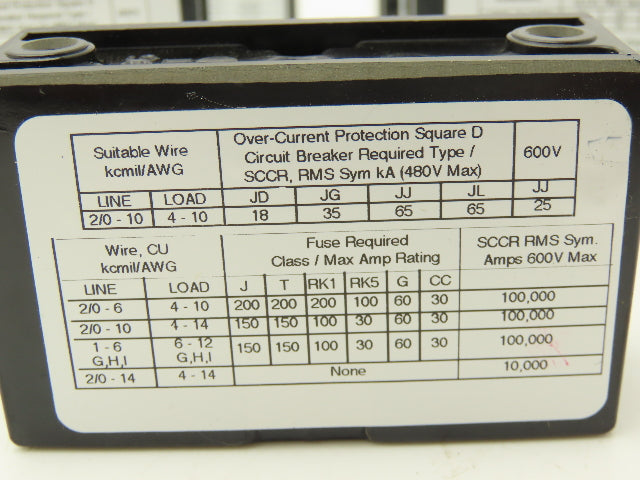 Suitable Wire
kcmil/AWG
Over-Current Protection Square D
Circuit Breaker Required Type /
SCCR, RMS Sym kA (480V Max)
600V
LINE LOAD JD JG JJ JL JJ
2/0 - 10 4 - 10 18 35 65 65 25
Wire, CU
kcmil/AWG
Fuse Required
Class / Max Amp Rating
SCCR RMS Sym.
Amps 600V Max
LINE LOAD J T RK1 RK5 G CC
2/0 - 6 4 - 10 200 200 200 100 60 30 100,000
2/0 - 10 4 - 14 150 150 100 30 60 30 100,000
1 - 6 6 - 12
G,H,I G,H,I 150 150 100 30 60 30 100,000
2/0 - 14 4 - 14 None 10,000